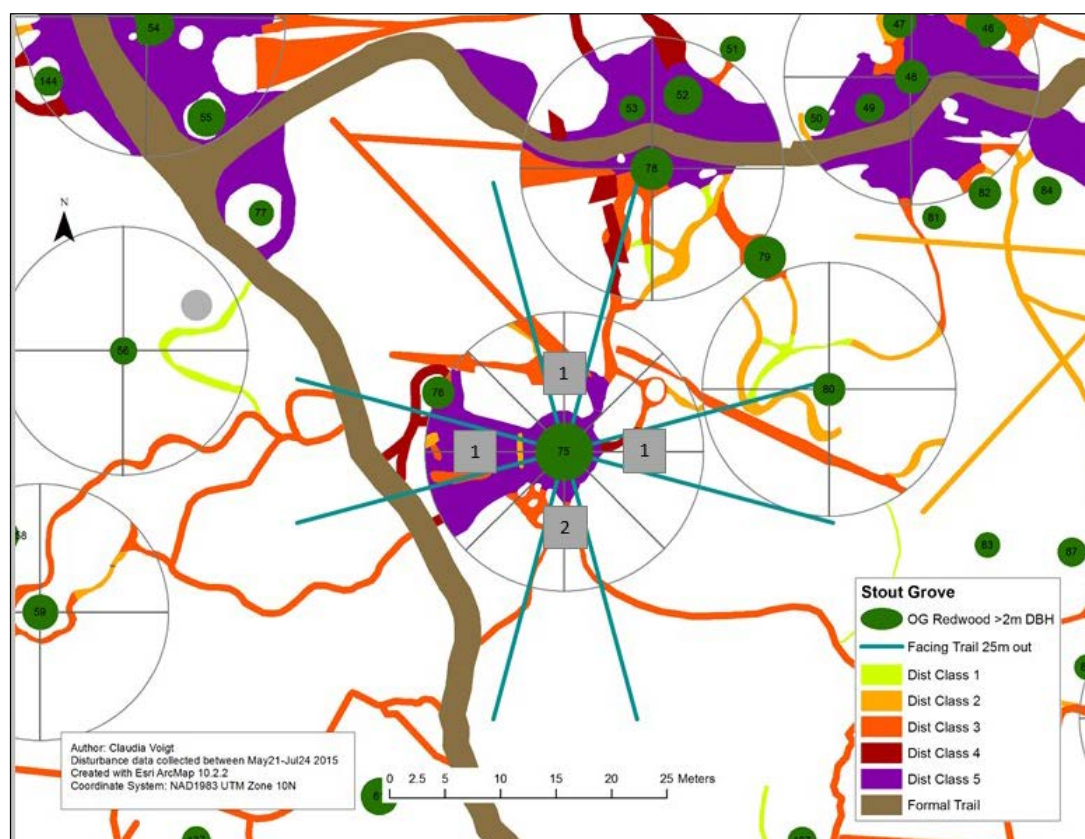 54
47
46
51
144
48
52
53
49
55
50
78
82
84
77
81
79
56
1
76
80
1
75
1
2
58
83
87
59
N
Stout Grove
OG Redwood >2m DBH
Facing Trail 25m out
Dist Class 1
Dist Class 2
Dist Class 3
Dist Class 4
Dist Class 5
Formal Trail
Author: Claudia Voigt
Disturbance data collected between May21-Jul24 2015
Created with Esri ArcMap 10.2.2
Coordinate System: NAD1983 UTM Zone 10N
0 2.5 5 10 15 20 25 Meters